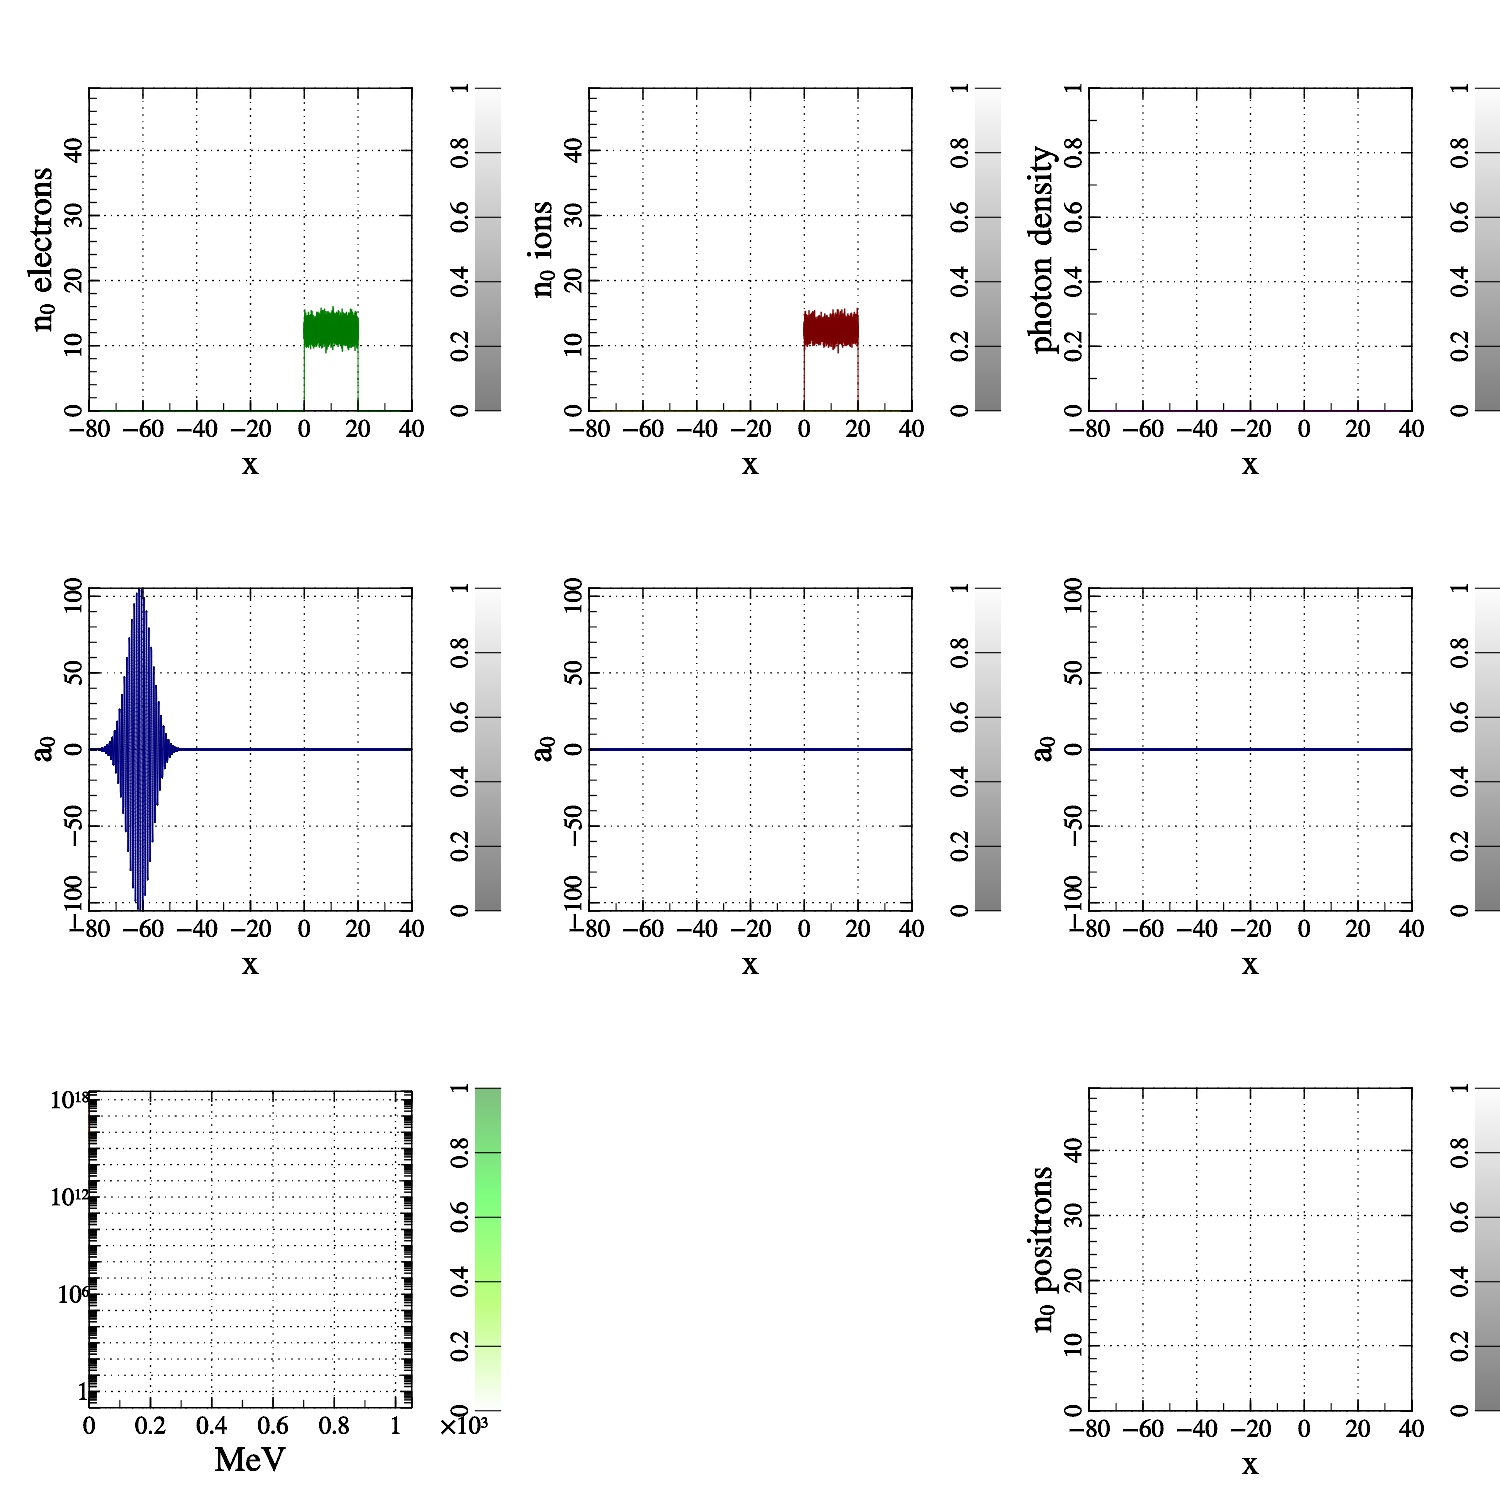 n₀ electrons
0 10 20 30 40
−80 −60 −40 −20 0 20 40
x
0 0.2 0.4 0.6 0.8 1
n₀ ions
0 10 20 30 40
−80 −60 −40 −20 0 20 40
x
0 0.2 0.4 0.6 0.8 1
photon density
0 0.2 0.4 0.6 0.8 1
−80 −60 −40 −20 0 20 40
x
0 0.2 0.4 0.6 0.8 1
a₀
−100 −50 0 50 100
−80 −60 −40 −20 0 20 40
x
0 0.2 0.4 0.6 0.8 1
a₀
−100 −50 0 50 100
−80 −60 −40 −20 0 20 40
x
0 0.2 0.4 0.6 0.8 1
a₀
−100 −50 0 50 100
−80 −60 −40 −20 0 20 40
x
0 0.2 0.4 0.6 0.8 1
10¹⁸
10¹²
10⁶
1
0 0.2 0.4 0.6 0.8 1
×10³
MeV
0 0.2 0.4 0.6 0.8 1
n₀ positrons
0 10 20 30 40
−80 −60 −40 −20 0 20 40
x
0 0.2 0.4 0.6 0.8 1